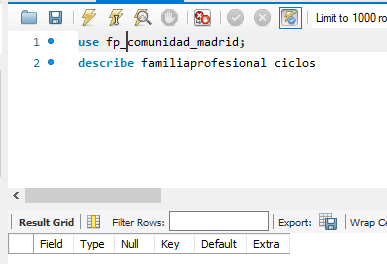 Limit to 1000 ro
1 use fp_comunidad_madrid;
2 describe familiaprofesional ciclos
Result Grid Filter Rows: Export: Wrap Ce
Field Type Null Key Default Extra